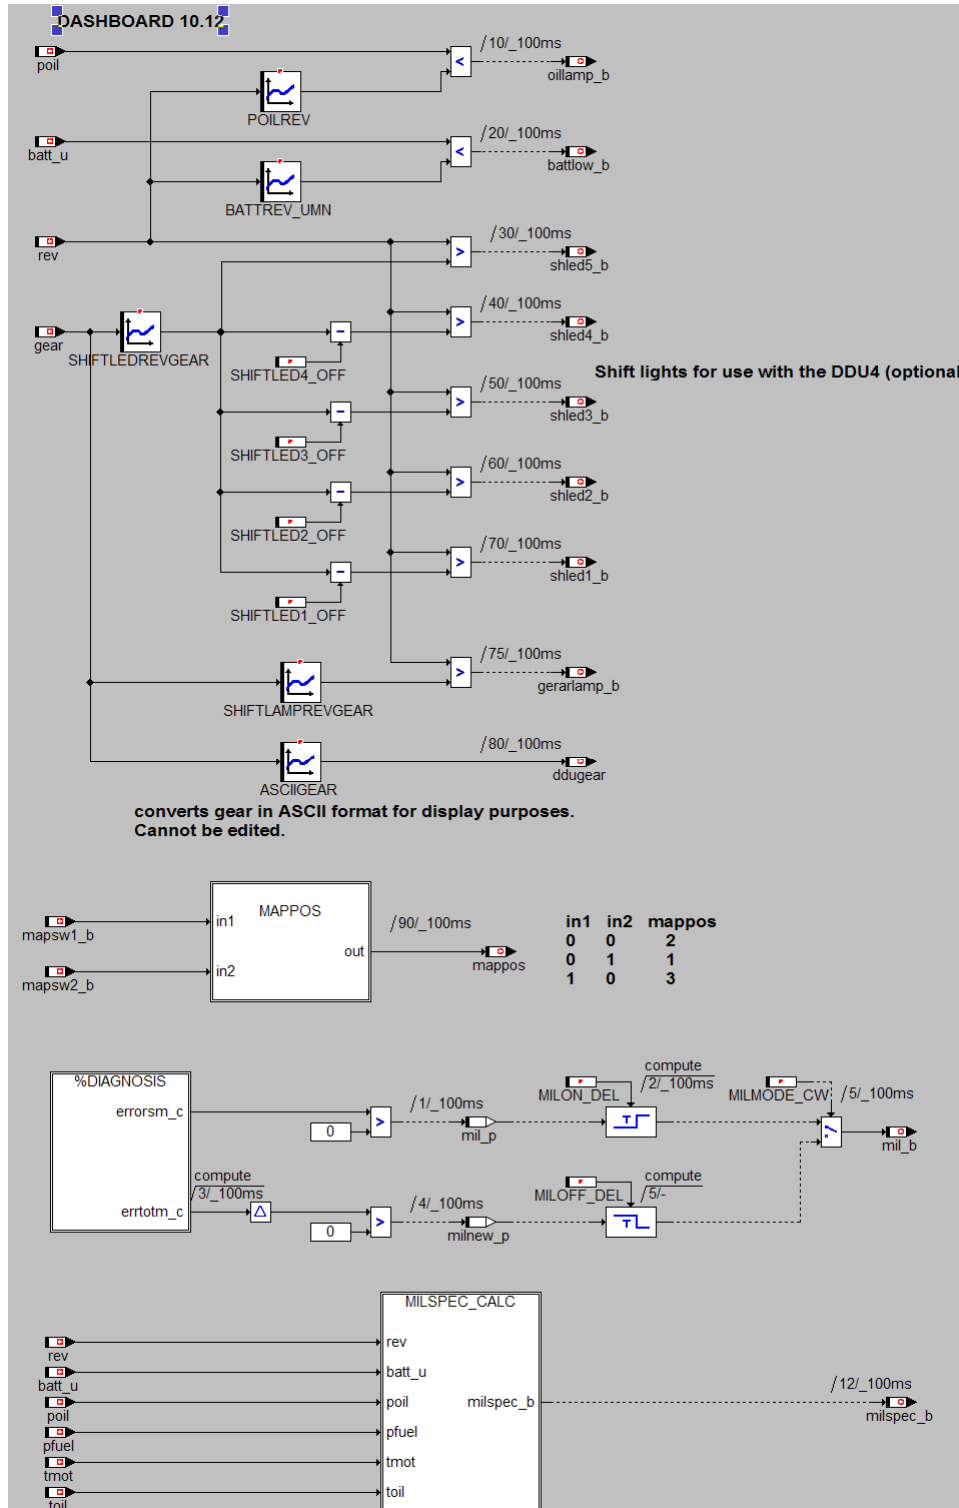 DASHBOARD 10.12
/10/_100ms
poil
oillamp_b
POILREV
/20/_100ms
batt_u
battlow_b
BATTREV_UMN
/30/_100ms
rev
shled5_b
/40/_100ms
gear
SHIFTLEDREVGEAR
shled4_b
SHIFTLED4_OFF
Shift lights for use with the DDU4 (optional
/50/_100ms
shled3_b
SHIFTLED3_OFF
/60/_100ms
shled2_b
SHIFTLED2_OFF
/70/_100ms
shled1_b
SHIFTLED1_OFF
/75/_100ms
gerarlamp_b
SHIFTLAMPREVGEAR
/80/_100ms
ddugear
ASCIIGEAR
converts gear in ASCII format for display purposes.
Cannot be edited.
MAPPOS
mapsw1_b
in1
/90/_100ms
out
mappos
mapsw2_b
in2
in1 in2 mappos
0 0 2
0 1 1
1 0 3
%DIAGNOSIS
errorsm_c
/1/_100ms
0
mil_p
MILON_DEL
compute
/2/_100ms
MILMODE_CW
/5/_100ms
mil_b
compute
/3/_100ms
errtotm_c
/4/_100ms
0
milnew_p
MILOFF_DEL
compute
/5/-
MILSPEC_CALC
rev
rev
batt_u
batt_u
poil
poil
milspec_b
/12/_100ms
milspec_b
pfuel
pfuel
tmot
tmot
toil
toil